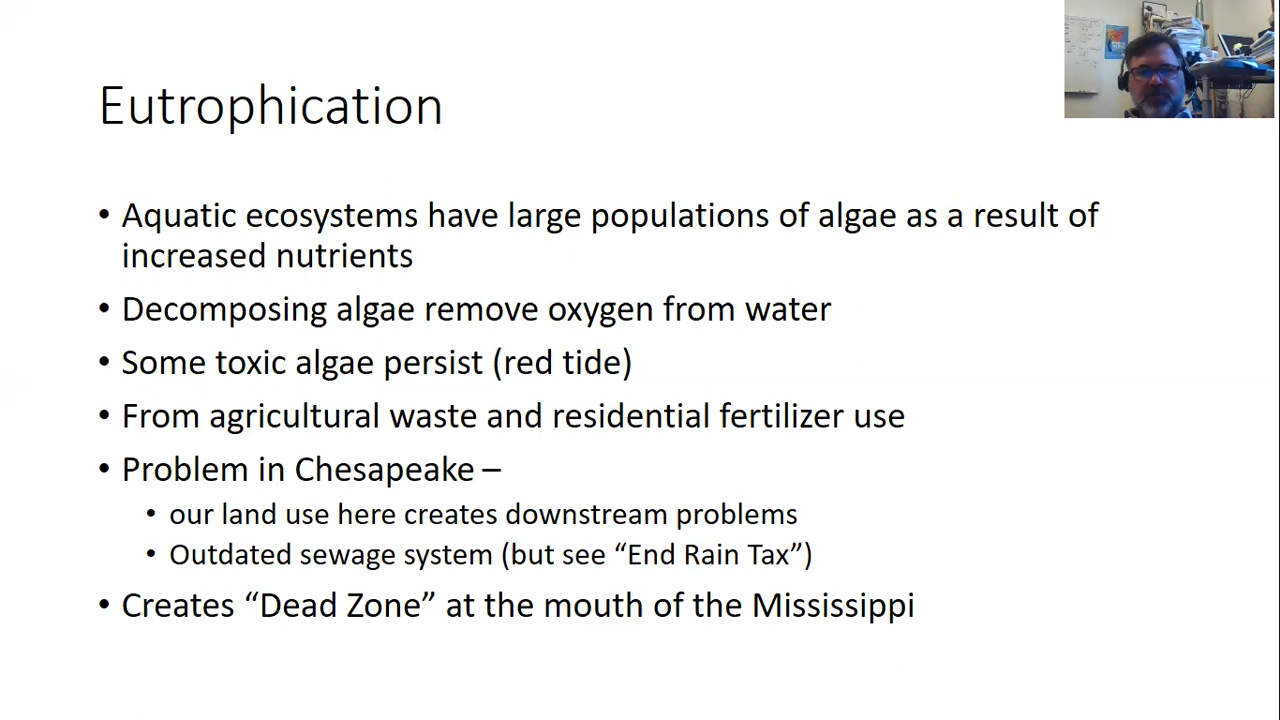 Eutrophication
• Aquatic ecosystems have large populations of algae as a result of
increased nutrients
• Decomposing algae remove oxygen from water
• Some toxic algae persist (red tide)
• From agricultural waste and residential fertilizer use
• Problem in Chesapeake –
• our land use here creates downstream problems
• Outdated sewage system (but see “End Rain Tax”)
• Creates “Dead Zone” at the mouth of the Mississippi